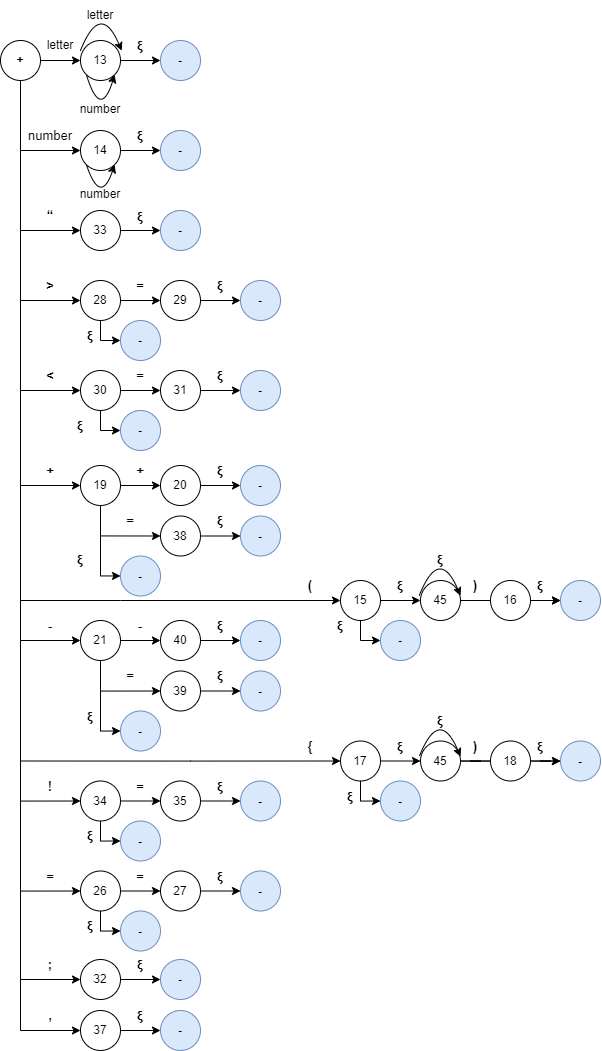 letter
letter ξ
+ 13 -
number
number ξ
14 -
number
“ ξ
33 -
> = ξ
28 29 -
ξ -
< = ξ
30 31 -
ξ -
+ + ξ
19 20 -
= ξ
38 -
ξ -
ξ
( ξ ) ξ
15 45 16 -
ξ -
- - ξ
21 40 -
= ξ
39 -
ξ -
ξ
{ ξ ) ξ
17 45 18 -
! = ξ
34 35 - ξ -
ξ -
= = ξ
26 27 -
ξ -
; ξ
32 -
, ξ
37 -